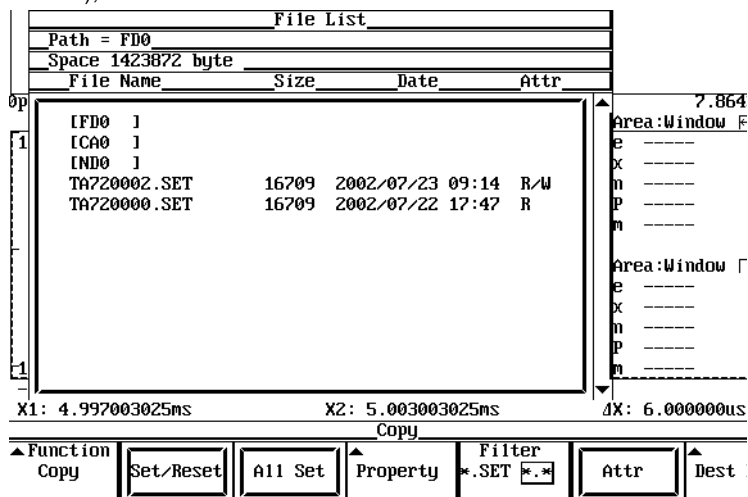 File List
Path = FD0
Space 1423872 byte
File Name Size Date Attr
0p 7.864
[FD0 ] Area:Window
1 [CA0 ] e -----
[ND0 ] x -----
TA720002.SET 16709 2002/07/23 09:14 R/W m -----
TA720000.SET 16709 2002/07/22 17:47 R P -----
m -----
Area:Window
e -----
x -----
m -----
P -----
1 m -----
X1: 4.997003025ms X2: 5.003003025ms ΔX: 6.000000us
Copy
Function Filter
Copy Set/Reset All Set Property *.SET *.* Attr Dest